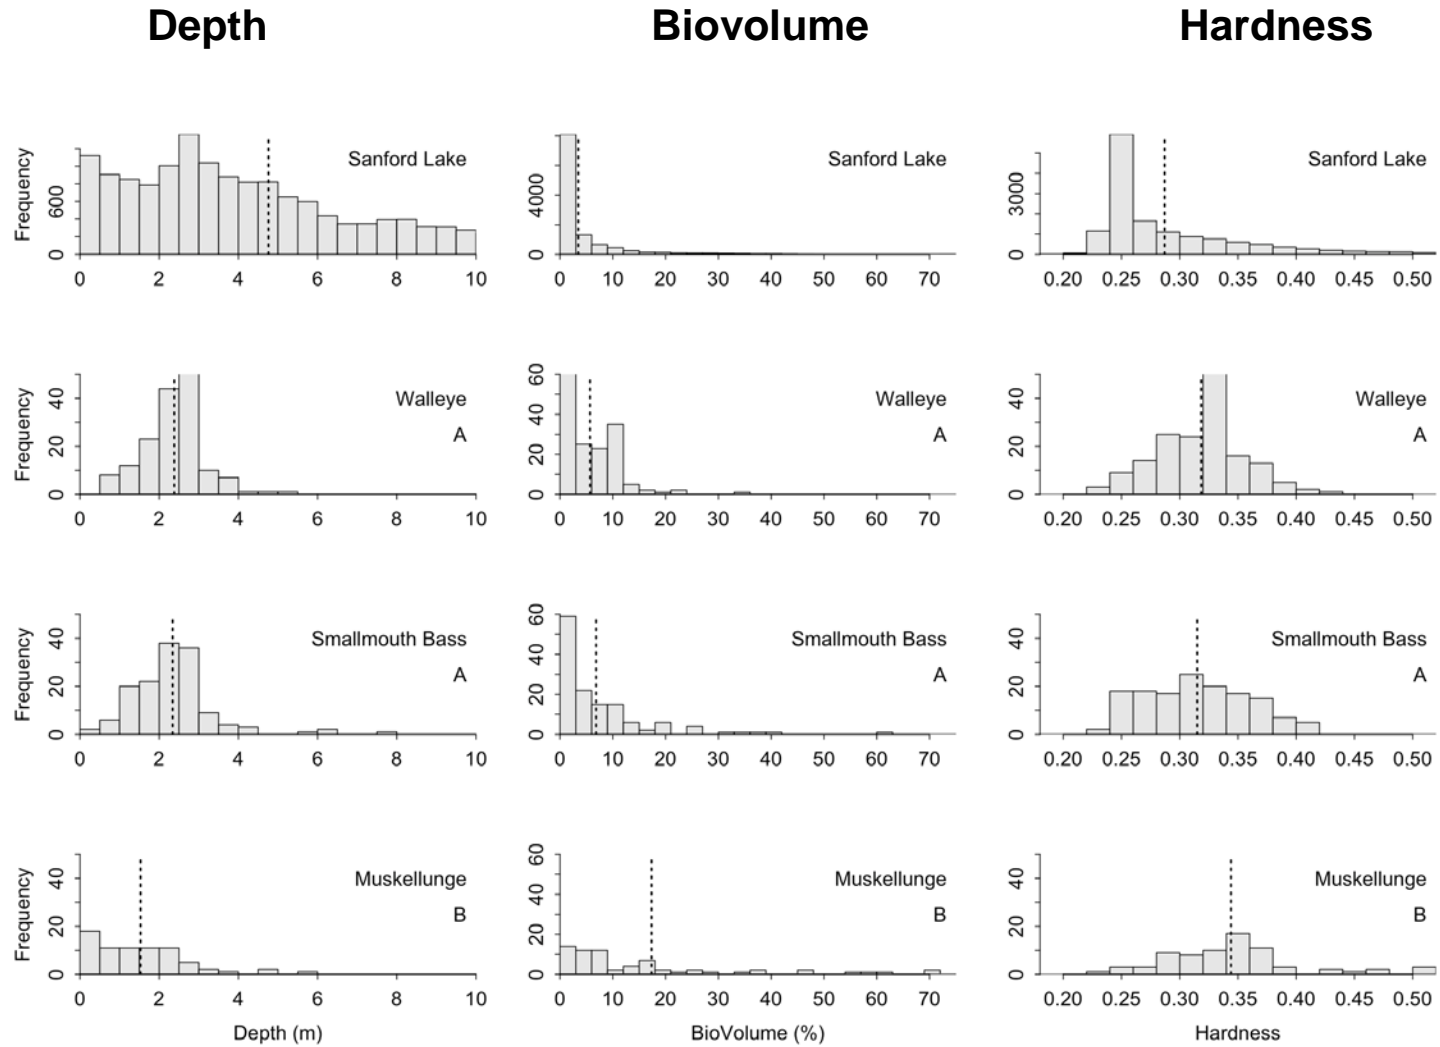 Depth Biovolume Hardness
Frequency 0 600 Sanford Lake 0 2 4 6 8 10
0 4000 Sanford Lake 0 10 20 30 40 50 60 70
0 3000 Sanford Lake 0.20 0.25 0.30 0.35 0.40 0.45 0.50
Frequency 0 20 40 Walleye A 0 2 4 6 8 10
0 20 40 60 Walleye A 0 10 20 30 40 50 60 70
0 20 40 Walleye A 0.20 0.25 0.30 0.35 0.40 0.45 0.50
Frequency 0 20 40 Smallmouth Bass A 0 2 4 6 8 10
0 20 40 60 Smallmouth Bass A 0 10 20 30 40 50 60 70
0 20 40 Smallmouth Bass A 0.20 0.25 0.30 0.35 0.40 0.45 0.50
Frequency 0 20 40 Muskellunge B 0 2 4 6 8 10
Depth (m)
0 20 40 60 Muskellunge B 0 10 20 30 40 50 60 70
BioVolume (%)
0 20 40 Muskellunge B 0.20 0.25 0.30 0.35 0.40 0.45 0.50
Hardness